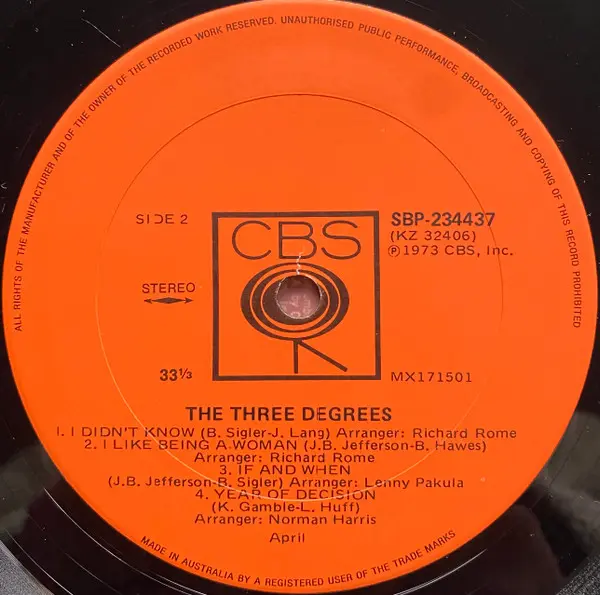 ALL RIGHTS OF THE MANUFACTURER AND OF THE OWNER OF THE RECORDED WORK RESERVED. UNAUTHORISED PUBLIC PERFORMANCE, BROADCASTING AND COPYING OF THIS RECORD PROHIBITED
SIDE 2
SBP-234437
(KZ 32406)
Ⓟ 1973 CBS, Inc.
CBS
STEREO
33⅓
MX171501
THE THREE DEGREES
1. I DIDN'T KNOW (B. Sigler-J. Lang) Arranger: Richard Rome
2. I LIKE BEING A WOMAN (J.B. Jefferson-B. Hawes)
Arranger: Richard Rome
3. IF AND WHEN
(J.B. Jefferson-B. Sigler) Arranger: Lenny Pakula
4. YEAR OF DECISION
(K. Gamble-L. Huff)
Arranger: Norman Harris
April
MADE IN AUSTRALIA BY A REGISTERED USER OF THE TRADE MARKS